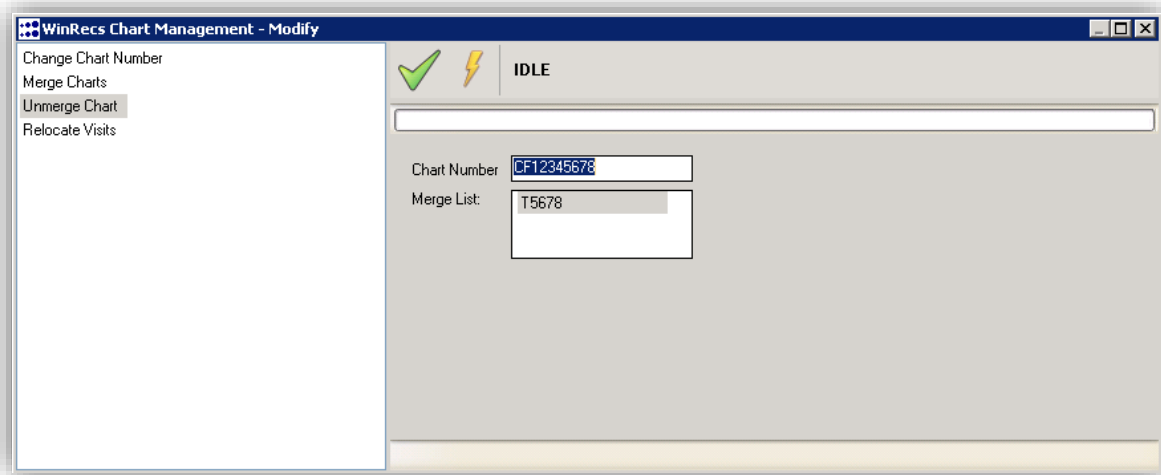 WinRecs Chart Management - Modify
Change Chart Number
Merge Charts
Unmerge Chart
Relocate Visits
IDLE
Chart Number CF12345678
Merge List: T5678